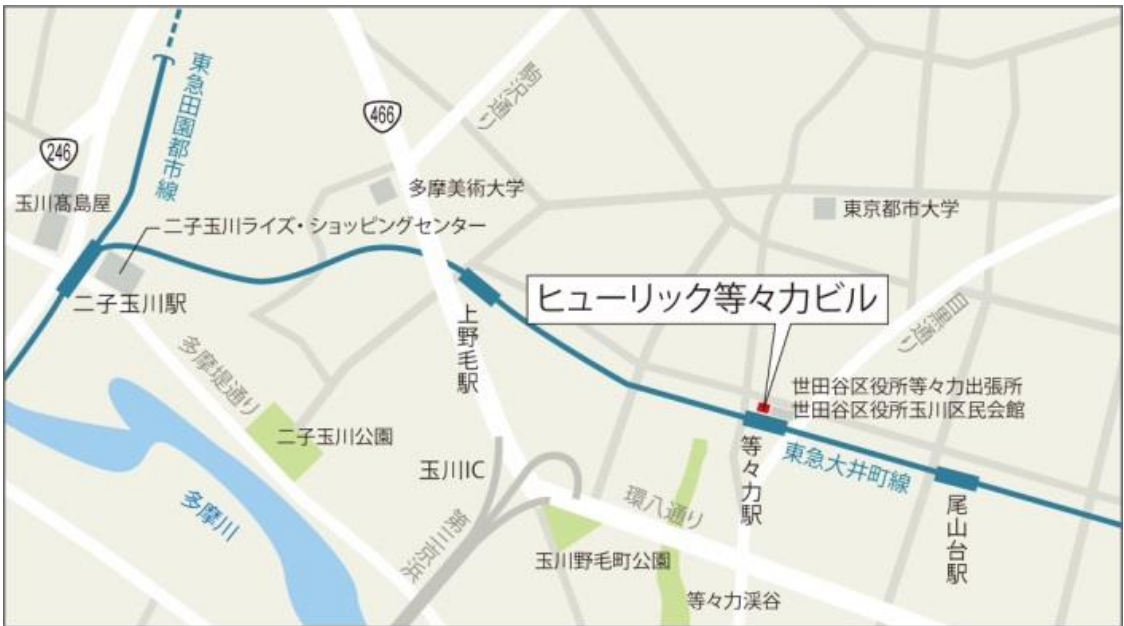 東急田園都市線
駒沢通り
466
246
多摩美術大学
玉川髙島屋
東京都市大学
二子玉川ライズ・ショッピングセンター
ヒューリック等々力ビル
二子玉川駅
上野毛駅
目黒通り
多摩堤通り
世田谷区役所等々力出張所
世田谷区役所玉川区民会館
二子玉川公園
等々力駅
東急大井町線
玉川IC
尾山台駅
多摩川
環八通り
第三京浜
玉川野毛町公園
等々力渓谷